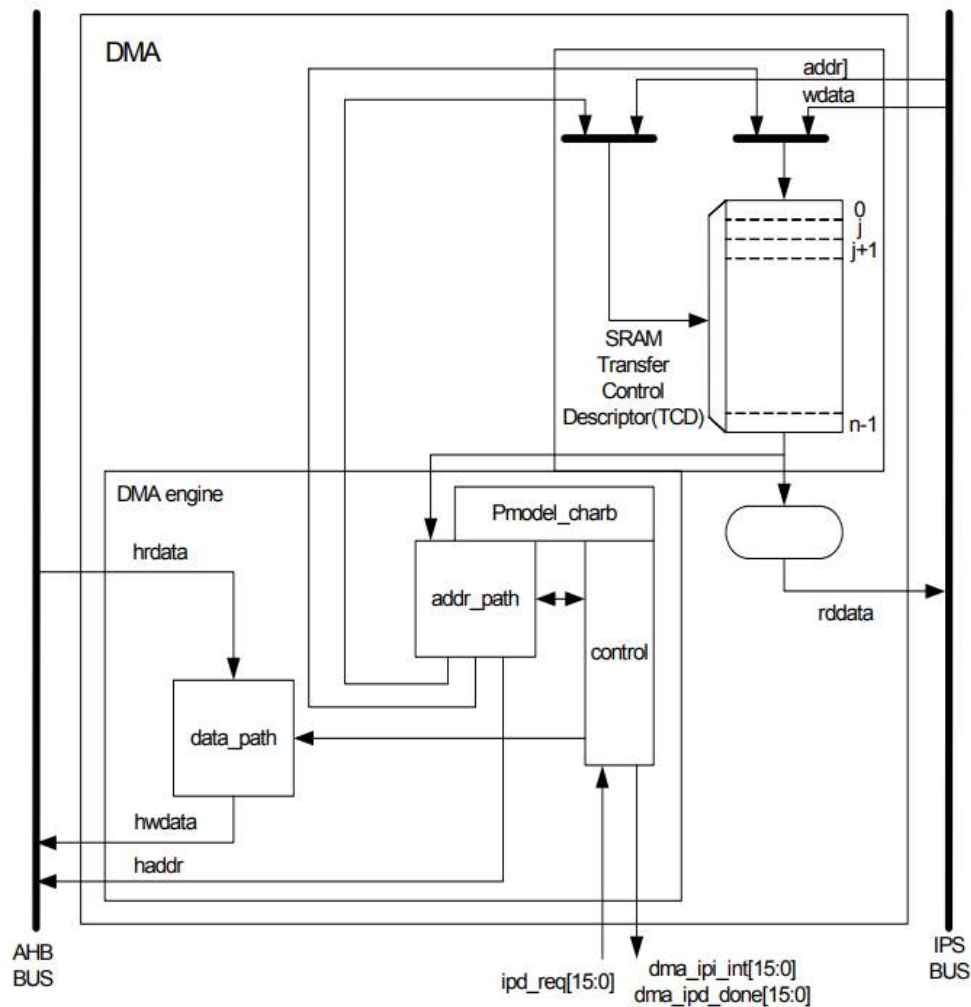 DMA
addr]
wdata
0
j
j+1
SRAM
Transfer
Control
Descriptor(TCD)
n-1
DMA engine
Pmodel_charb
hrdata
addr_path
rddata
control
data_path
hwdata
haddr
AHB
BUS
IPS
BUS
ipd_req[15:0]
dma_ipi_int[15:0]
dma_ipd_done[15:0]